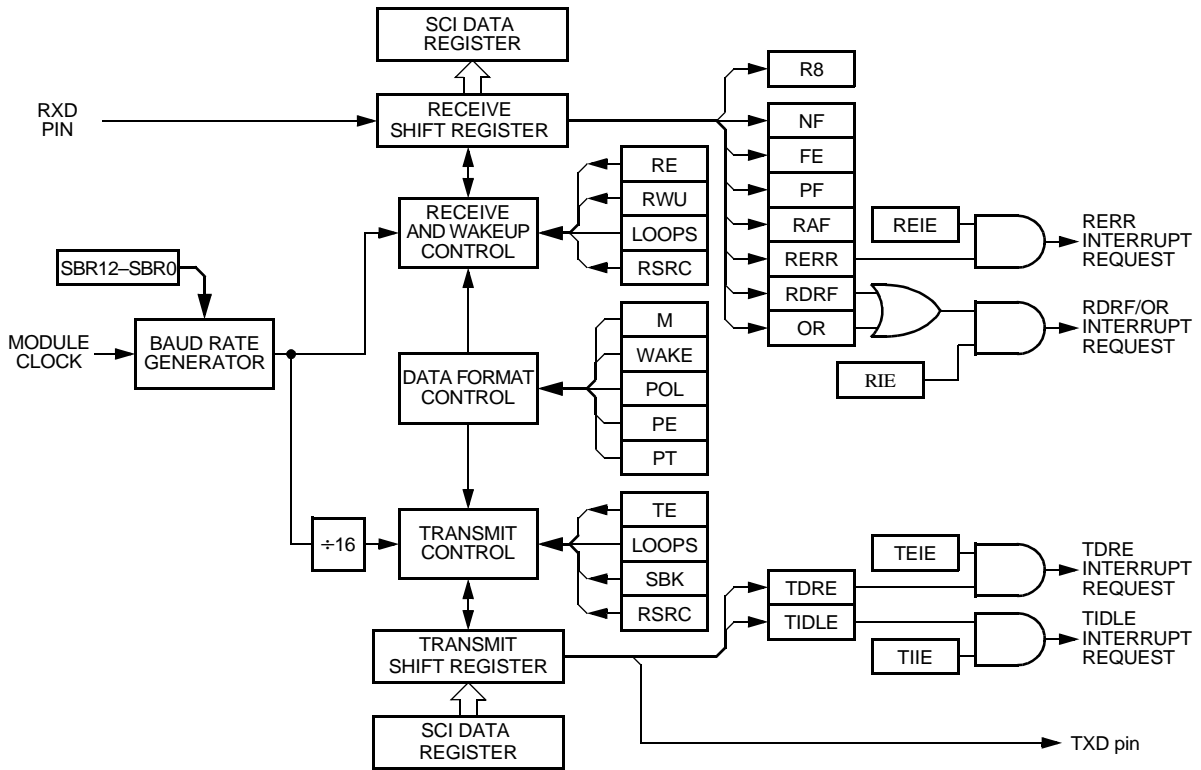 SCI DATA
REGISTER
RXD
PIN
RECEIVE
SHIFT REGISTER
R8
NF
FE
PF
RAF
RERR
RDRF
OR
RE
RWU
LOOPS
RSRC
RECEIVE
AND WAKEUP
CONTROL
REIE
RERR
INTERRUPT
REQUEST
RDRF/OR
INTERRUPT
REQUEST
RIE
SBR12–SBR0
MODULE
CLOCK
BAUD RATE
GENERATOR
DATA FORMAT
CONTROL
M
WAKE
POL
PE
PT
÷16
TRANSMIT
CONTROL
TE
LOOPS
SBK
RSRC
TEIE
TDRE
INTERRUPT
REQUEST
TDRE
TIDLE
TIDLE
INTERRUPT
REQUEST
TIIE
TRANSMIT
SHIFT REGISTER
SCI DATA
REGISTER
TXD pin